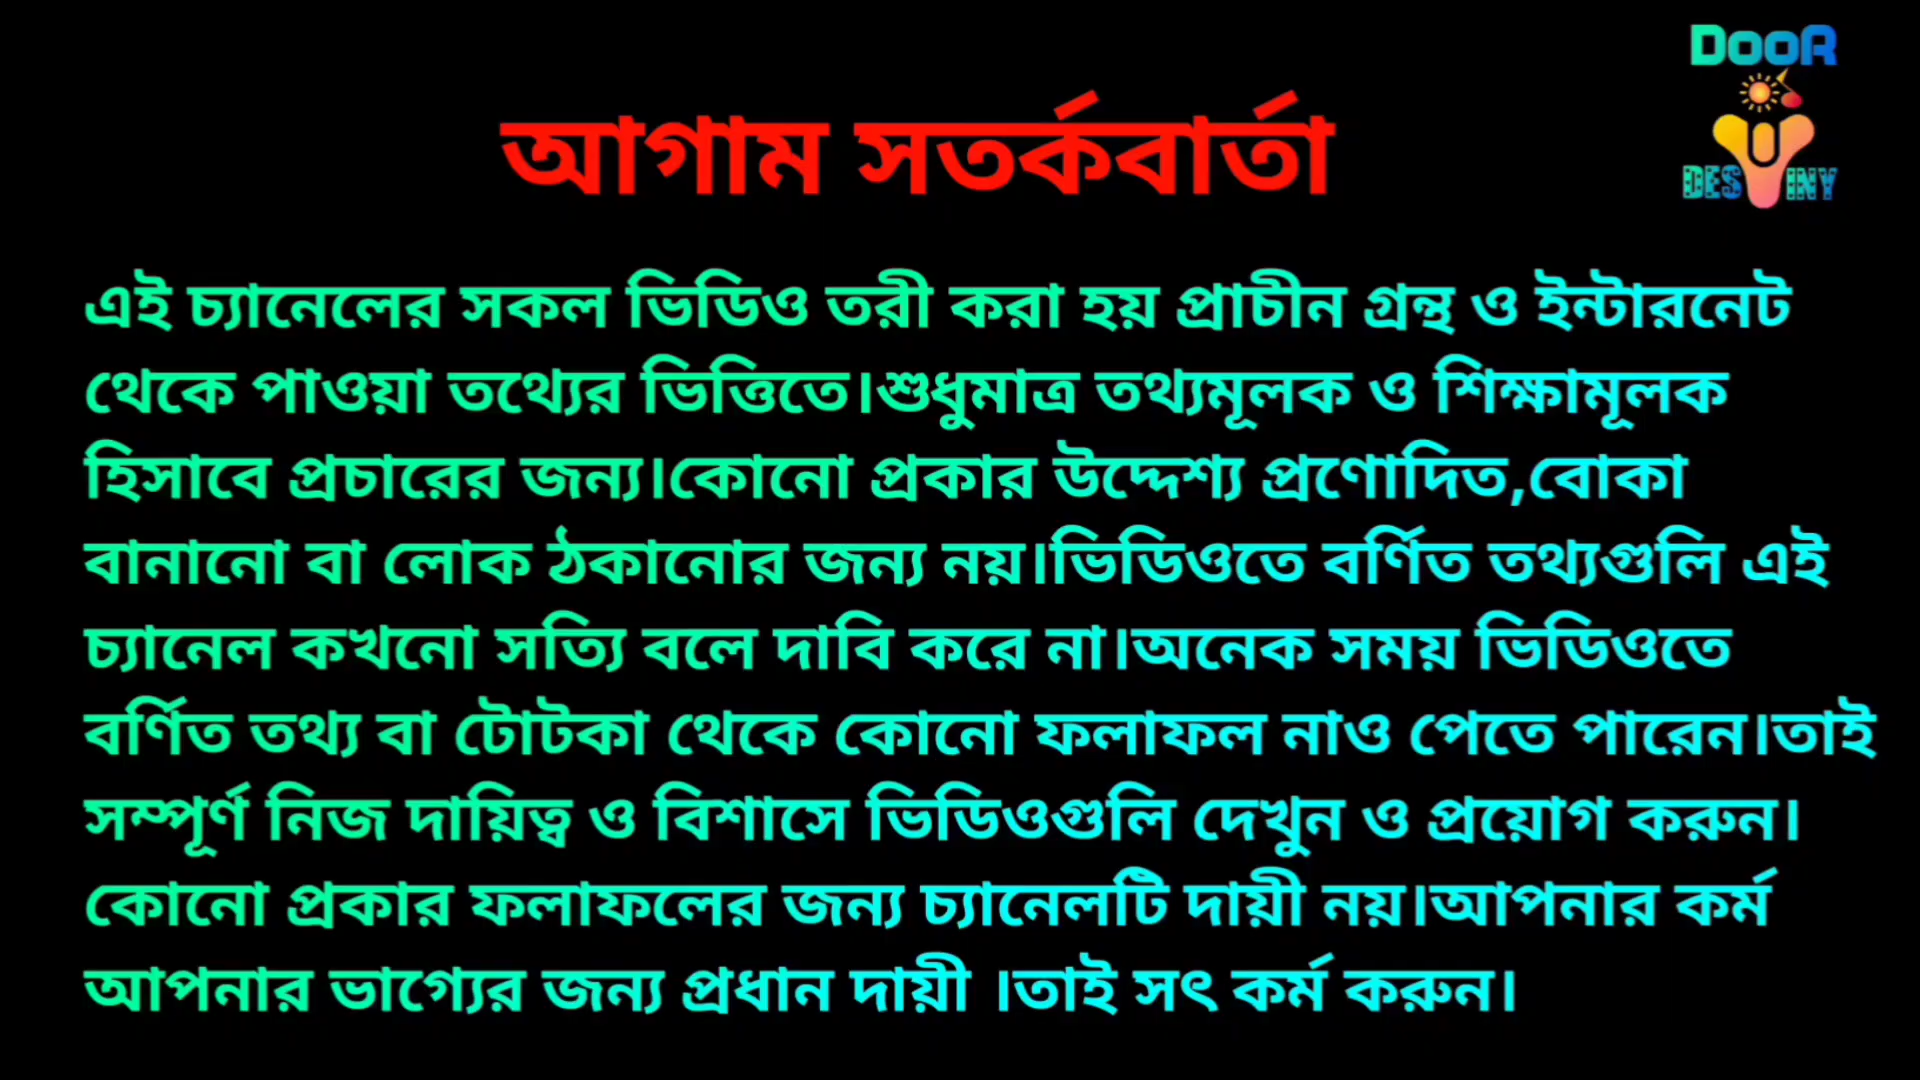 DooR
DESTINY
আগাম সতর্কবার্তা
এই চ্যানেলের সকল ভিডিও তরী করা হয় প্রাচীন গ্রন্থ ও ইন্টারনেট
থেকে পাওয়া তথ্যের ভিত্তিতে।শুধুমাত্র তথ্যমূলক ও শিক্ষামূলক
হিসাবে প্রচারের জন্য।কোনো প্রকার উদ্দেশ্য প্রণোদিত,বোকা
বানানো বা লোক ঠকানোর জন্য নয়।ভিডিওতে বর্ণিত তথ্যগুলি এই
চ্যানেল কখনো সত্যি বলে দাবি করে না।অনেক সময় ভিডিওতে
বর্ণিত তথ্য বা টোটকা থেকে কোনো ফলাফল নাও পেতে পারেন।তাই
সম্পূর্ণ নিজ দায়িত্ব ও বিশাসে ভিডিওগুলি দেখুন ও প্রয়োগ করুন।
কোনো প্রকার ফলাফলের জন্য চ্যানেলটি দায়ী নয়।আপনার কর্ম
আপনার ভাগ্যের জন্য প্রধান দায়ী ।তাই সৎ কর্ম করুন।